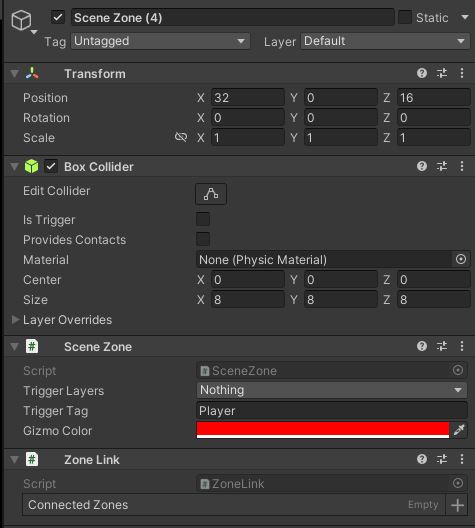 Scene Zone (4) Static
Tag Untagged Layer Default
Transform
Position X 32 Y 0 Z 16
Rotation X 0 Y 0 Z 0
Scale X 1 Y 1 Z 1
Box Collider
Edit Collider
Is Trigger
Provides Contacts
Material None (Physic Material)
Center X 0 Y 0 Z 0
Size X 8 Y 8 Z 8
Layer Overrides
# Scene Zone
Script # SceneZone
Trigger Layers Nothing
Trigger Tag Player
Gizmo Color
# Zone Link
Script # ZoneLink
Connected Zones Empty